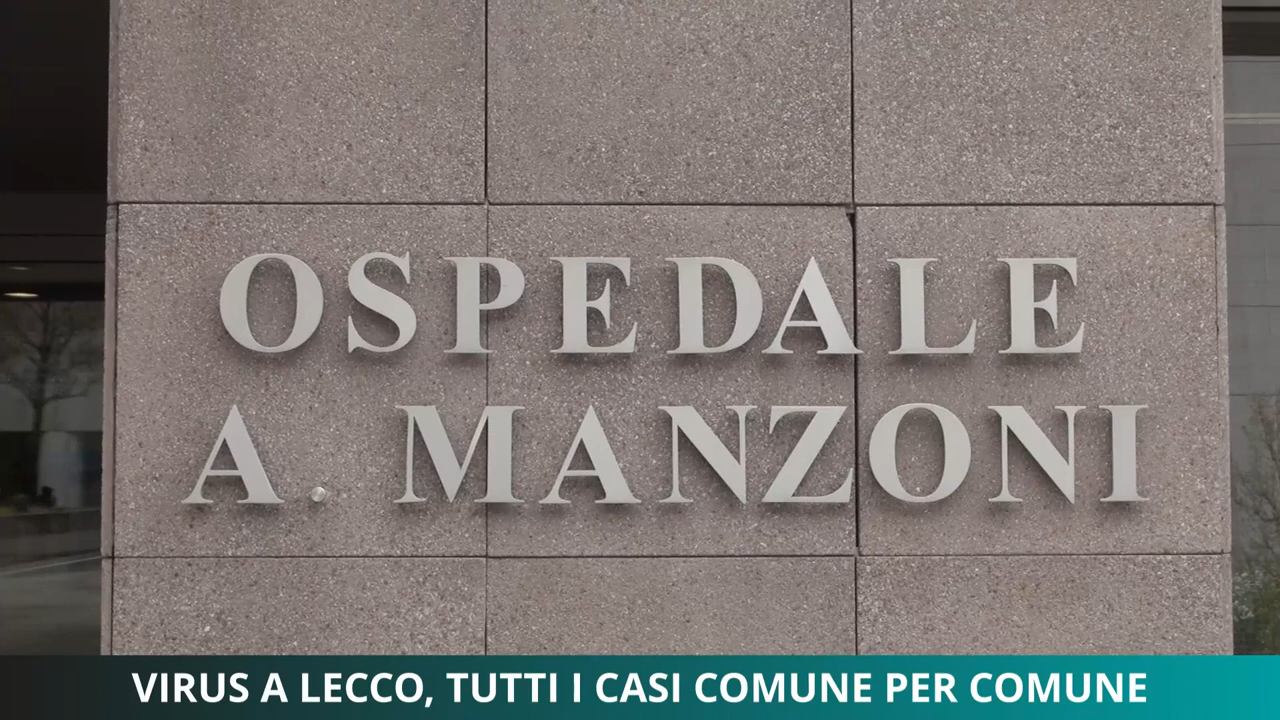 OSPEDALE
A. MANZONI
VIRUS A LECCO, TUTTI I CASI COMUNE PER COMUNE